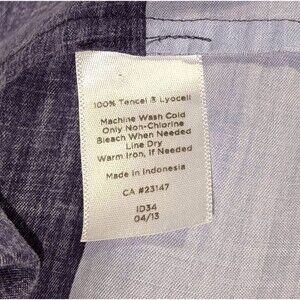 100% Tencel ® Lyocell
Machine Wash Cold
Only Non-Chlorine
Bleach When Needed
Line Dry
Warm Iron, If Needed
Made in Indonesia
CA #23147
ID34
04/13